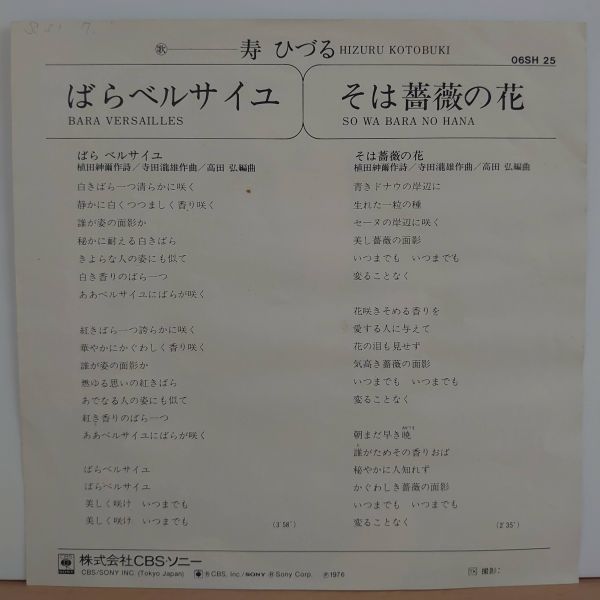 歌 寿 ひづる HIZURU KOTOBUKI
06SH 25
ばらベルサイユ
BARA VERSAILLES
そは薔薇の花
SO WA BARA NO HANA
ばら ベルサイユ
植田紳爾作詩／寺田瀧雄作曲／高田 弘編曲
白きばら一つ清らかに咲く
静かに白くつつましく香り咲く
誰が姿の面影か
秘かに耐える白きばら
きよらな人の姿にも似て
白き香りのばら一つ
ああベルサイユにばらが咲く
紅きばら一つ誇らかに咲く
華やかにかぐわしく香り咲く
誰が姿の面影か
燃ゆる思いの紅きばら
あでなる人の姿にも似て
紅き香りのばら一つ
ああベルサイユにばらが咲く
ばらベルサイユ
ばらベルサイユ
美しく咲け いつまでも
美しく咲け いつまでも
(3′58″)
そは薔薇の花
植田紳爾作詩／寺田瀧雄作曲／高田 弘編曲
青きドナウの岸辺に
生れた一粒の種
セーヌの岸辺に咲く
美し薔薇の面影
いつまでも いつまでも
変ることなく
花咲きそめる香りを
愛する人に与えて
花の泪も見せず
気高き薔薇の面影
いつまでも いつまでも
変ることなく
朝まだ早き暁
誰がためその香りおば
秘やかに人知れず
かぐわしき薔薇の面影
いつまでも いつまでも
変ることなく
(2′35″)
CBS SONY
株式会社CBS・ソニー
CBS/SONY INC. (Tokyo Japan)
® CBS, Inc./SONY ® Sony Corp. ℗1976
撮影: